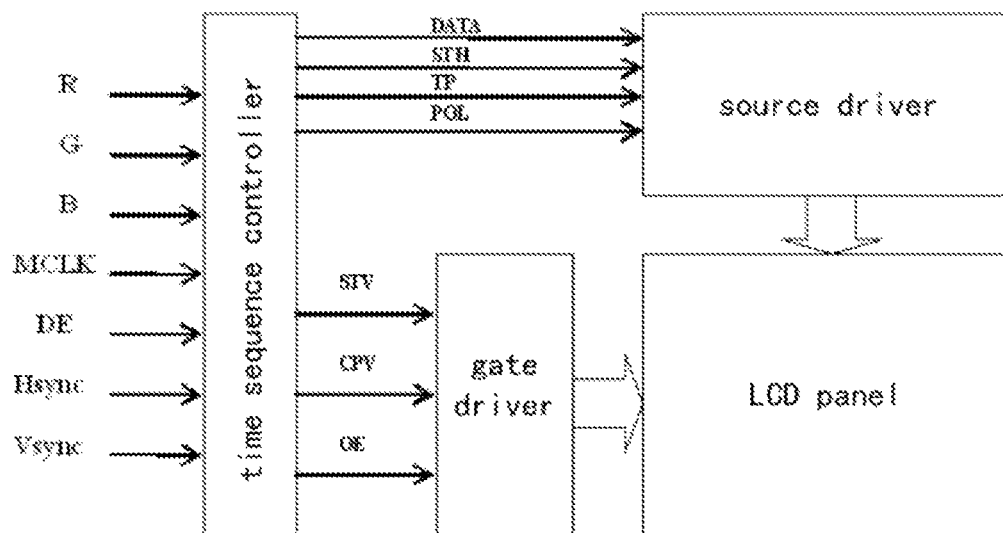 R
G
B
MCLK
DE
Hsync
Vsync
time sequence controller
DATA
STH
TP
POL
STV
CPV
OE
source driver
gate
driver
LCD panel